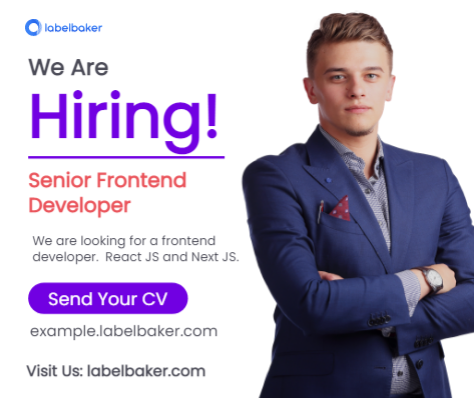 labelbaker
We Are
Hiring!
Senior Frontend
Developer
We are looking for a frontend
developer. React JS and Next JS.
Send Your CV
example.labelbaker.com
Visit Us: labelbaker.com